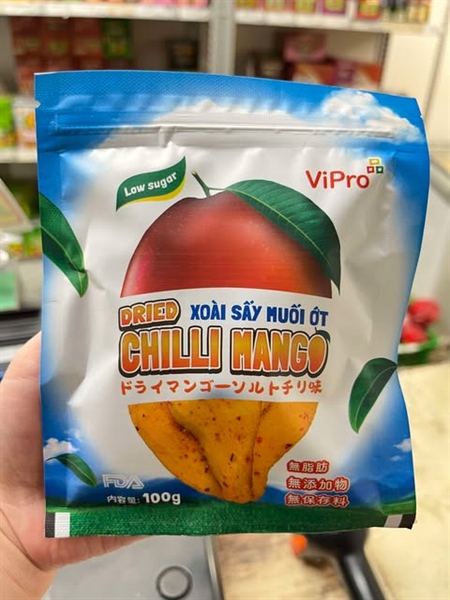 Low sugar
ViPro
DRIED XOÀI SẤY MUỐI ỚT
CHILLI MANGO
ドライマンゴーソルトチリ味
無脂肪
無添加物
無保存料
FDA
内容量: 100g